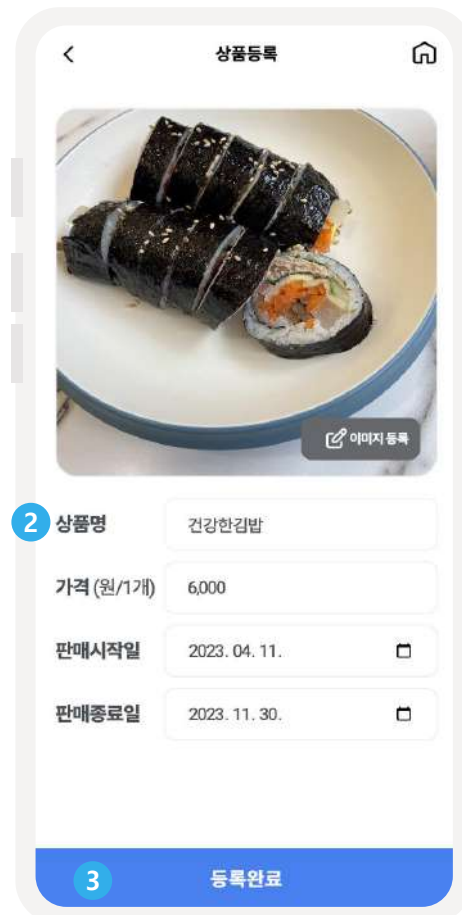 상품등록
이미지 등록
2 상품명 건강한김밥
가격 (원/1개) 6,000
판매시작일 2023. 04. 11.
판매종료일 2023. 11. 30.
3 등록완료